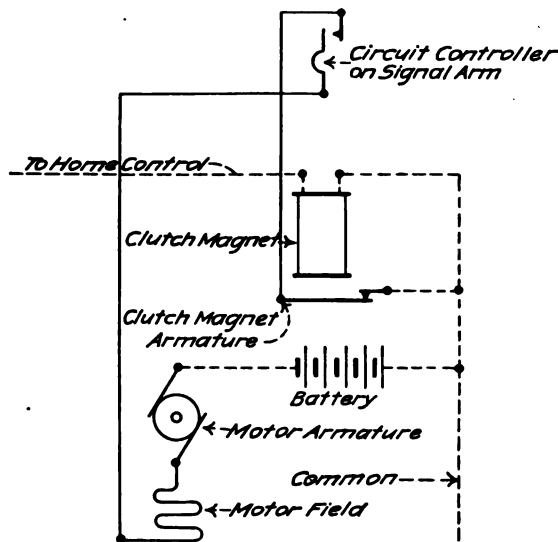 Circuit Controller
on Signal Arm
To Home Control
Clutch Magnet
Clutch Magnet
Armature
Battery
Motor Armature
Common
Motor Field